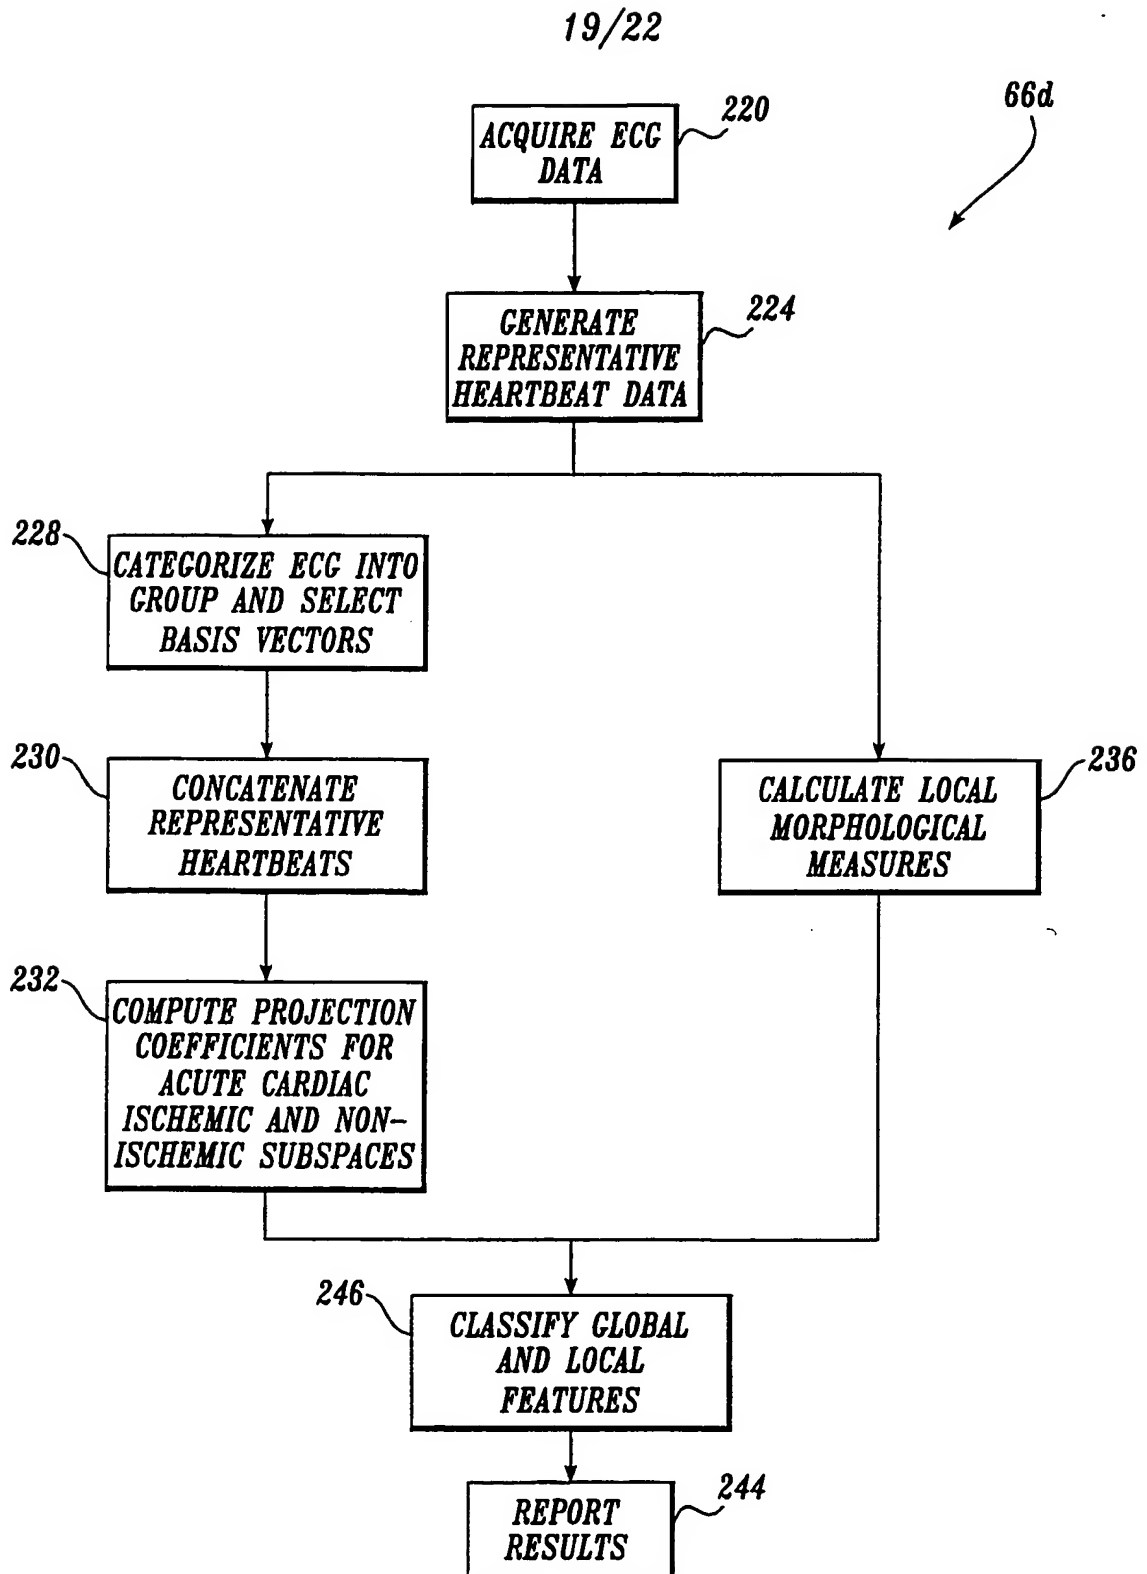 19/22
66d
220
ACQUIRE ECG
DATA
224
GENERATE
REPRESENTATIVE
HEARTBEAT DATA
228
CATEGORIZE ECG INTO
GROUP AND SELECT
BASIS VECTORS
230
CONCATENATE
REPRESENTATIVE
HEARTBEATS
236
CALCULATE LOCAL
MORPHOLOGICAL
MEASURES
232
COMPUTE PROJECTION
COEFFICIENTS FOR
ACUTE CARDIAC
ISCHEMIC AND NON-
ISCHEMIC SUBSPACES
246
CLASSIFY GLOBAL
AND LOCAL
FEATURES
244
REPORT
RESULTS